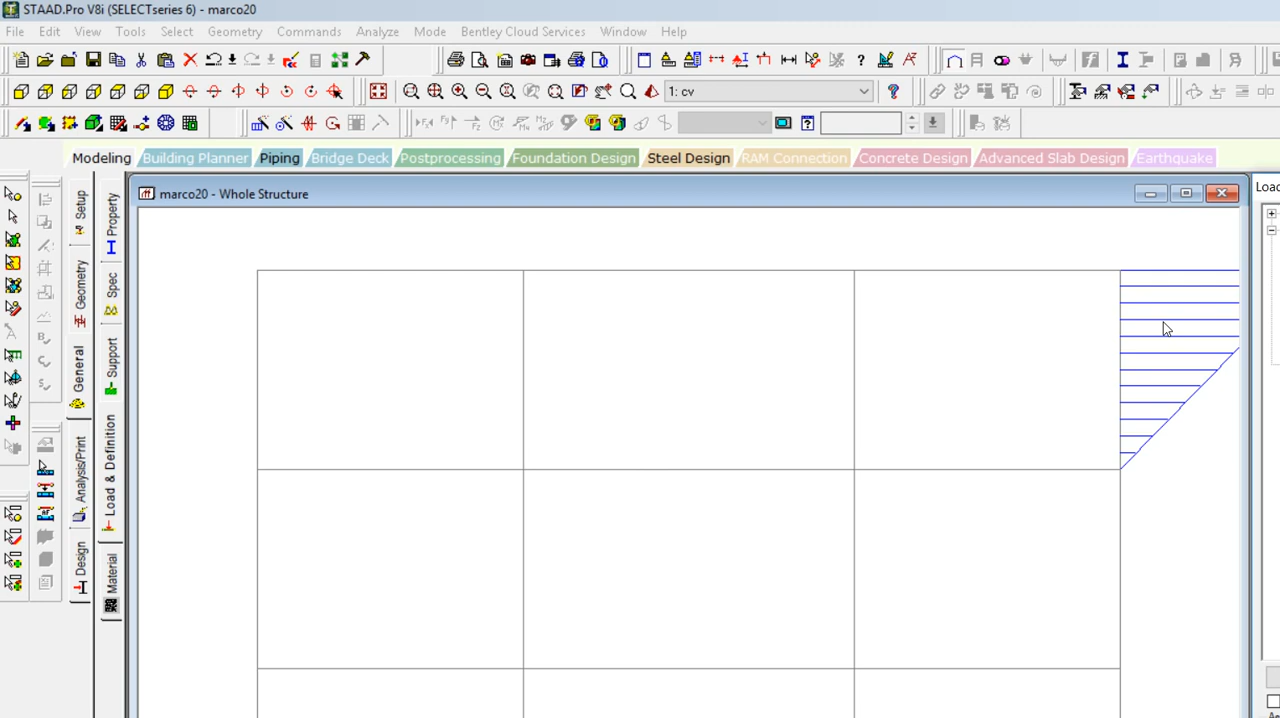 STAAD.Pro V8i (SELECTseries 6) - marco20
File Edit View Tools Select Geometry Commands Analyze Mode Bentley Cloud Services Window Help
1: cv
Modeling Building Planner Piping Bridge Deck Postprocessing Foundation Design Steel Design RAM Connection Concrete Design Advanced Slab Design Earthquake
marco20 - Whole Structure
Load
Setup
Geometry
General
Analysis/Print
Design
Property
Spec
Support
Load & Definition
Material